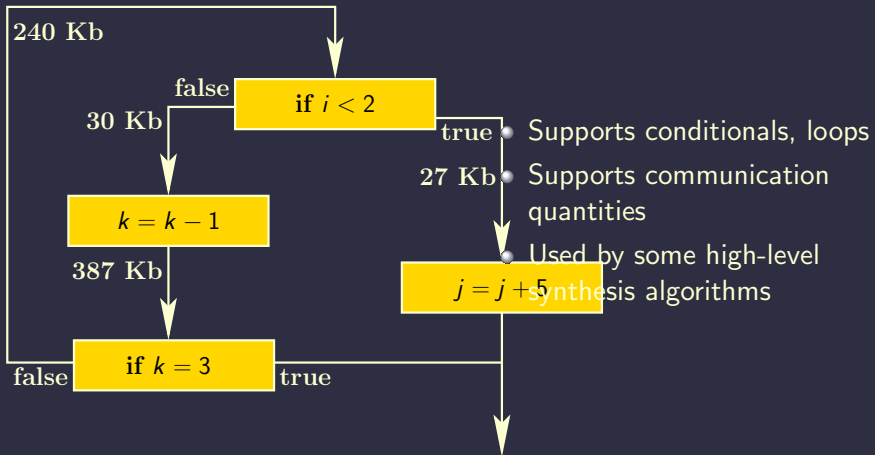 240 Kb
false
if i < 2
30 Kb
true
Supports conditionals, loops
27 Kb
Supports communication
quantities
k = k − 1
Used by some high-level
387 Kb
j = j + 5
synthesis algorithms
if k = 3
false
true